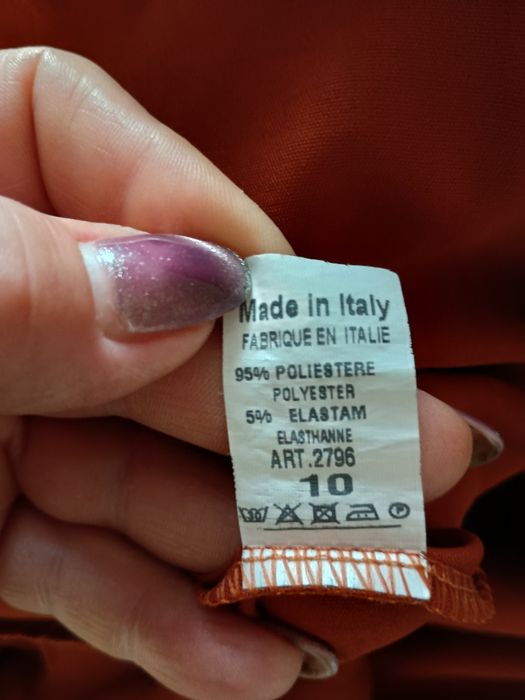 Made in Italy
FABRIQUE EN ITALIE
95% POLIESTERE
POLYESTER
5% ELASTAM
ELASTHANNE
ART.2796
10
P